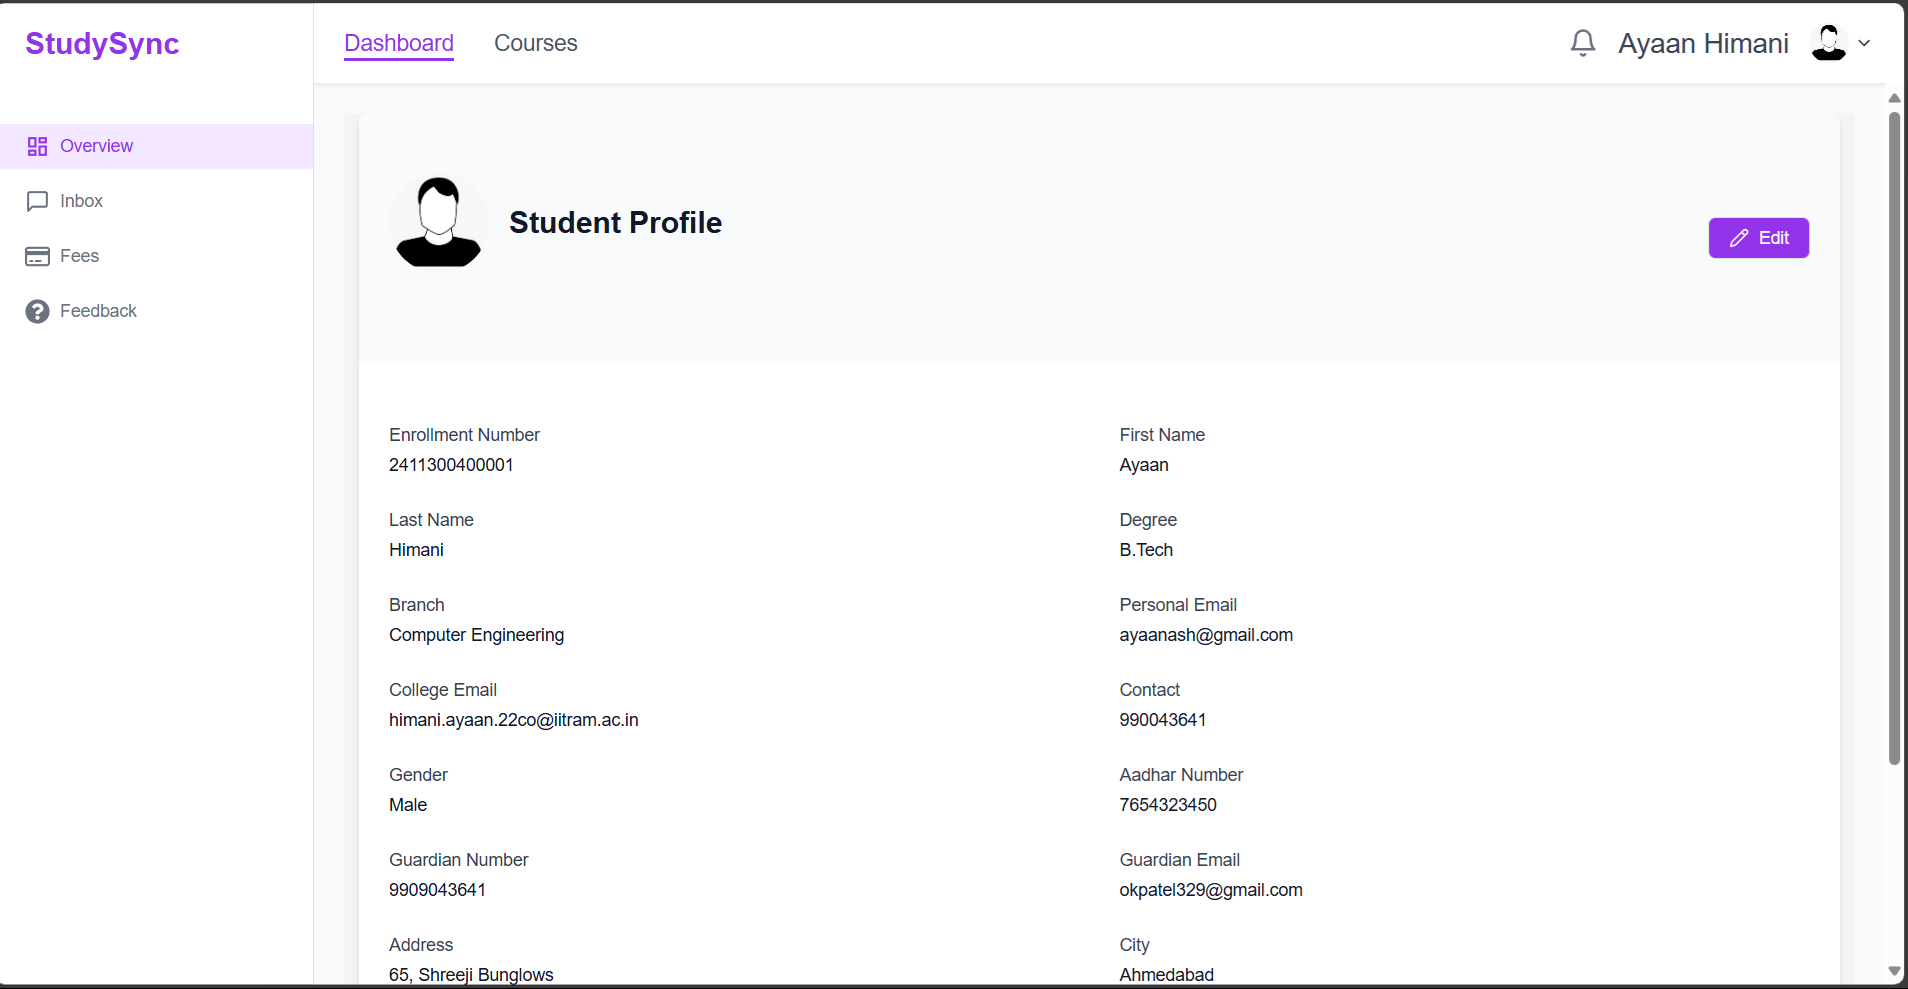 StudySync
Dashboard
Courses
Ayaan Himani
Overview
Inbox
Fees
Feedback
Student Profile
Edit
Enrollment Number
2411300400001
First Name
Ayaan
Last Name
Himani
Degree
B.Tech
Branch
Computer Engineering
Personal Email
ayaanash@gmail.com
College Email
himani.ayaan.22co@iitram.ac.in
Contact
990043641
Gender
Male
Aadhar Number
7654323450
Guardian Number
9909043641
Guardian Email
okpatel329@gmail.com
Address
65, Shreeji Bunglows
City
Ahmedabad